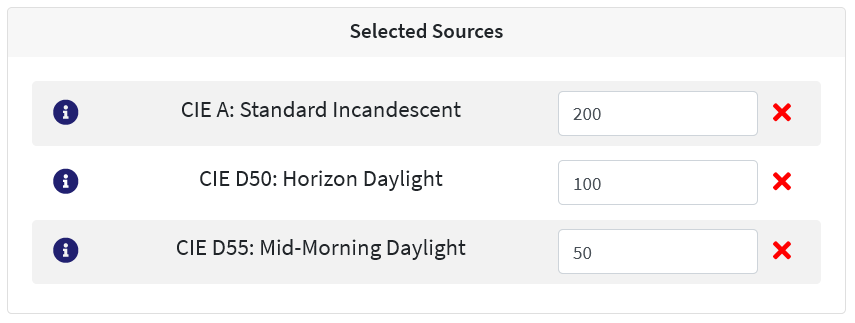 Selected Sources
CIE A: Standard Incandescent 200
CIE D50: Horizon Daylight 100
CIE D55: Mid-Morning Daylight 50